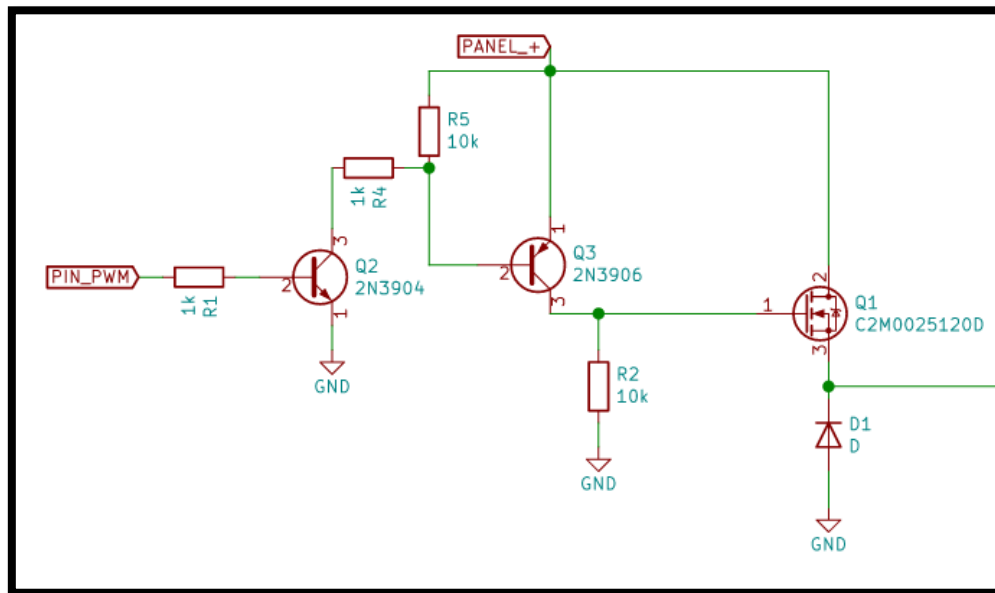 PANEL_+
R5
10k
1k
R4
3
Q2
2N3904
2
1
PIN_PWM
1k
R1
GND
1
Q3
2N3906
2
3
R2
10k
GND
2
1
Q1
C2M0025120D
3
D1
D
GND